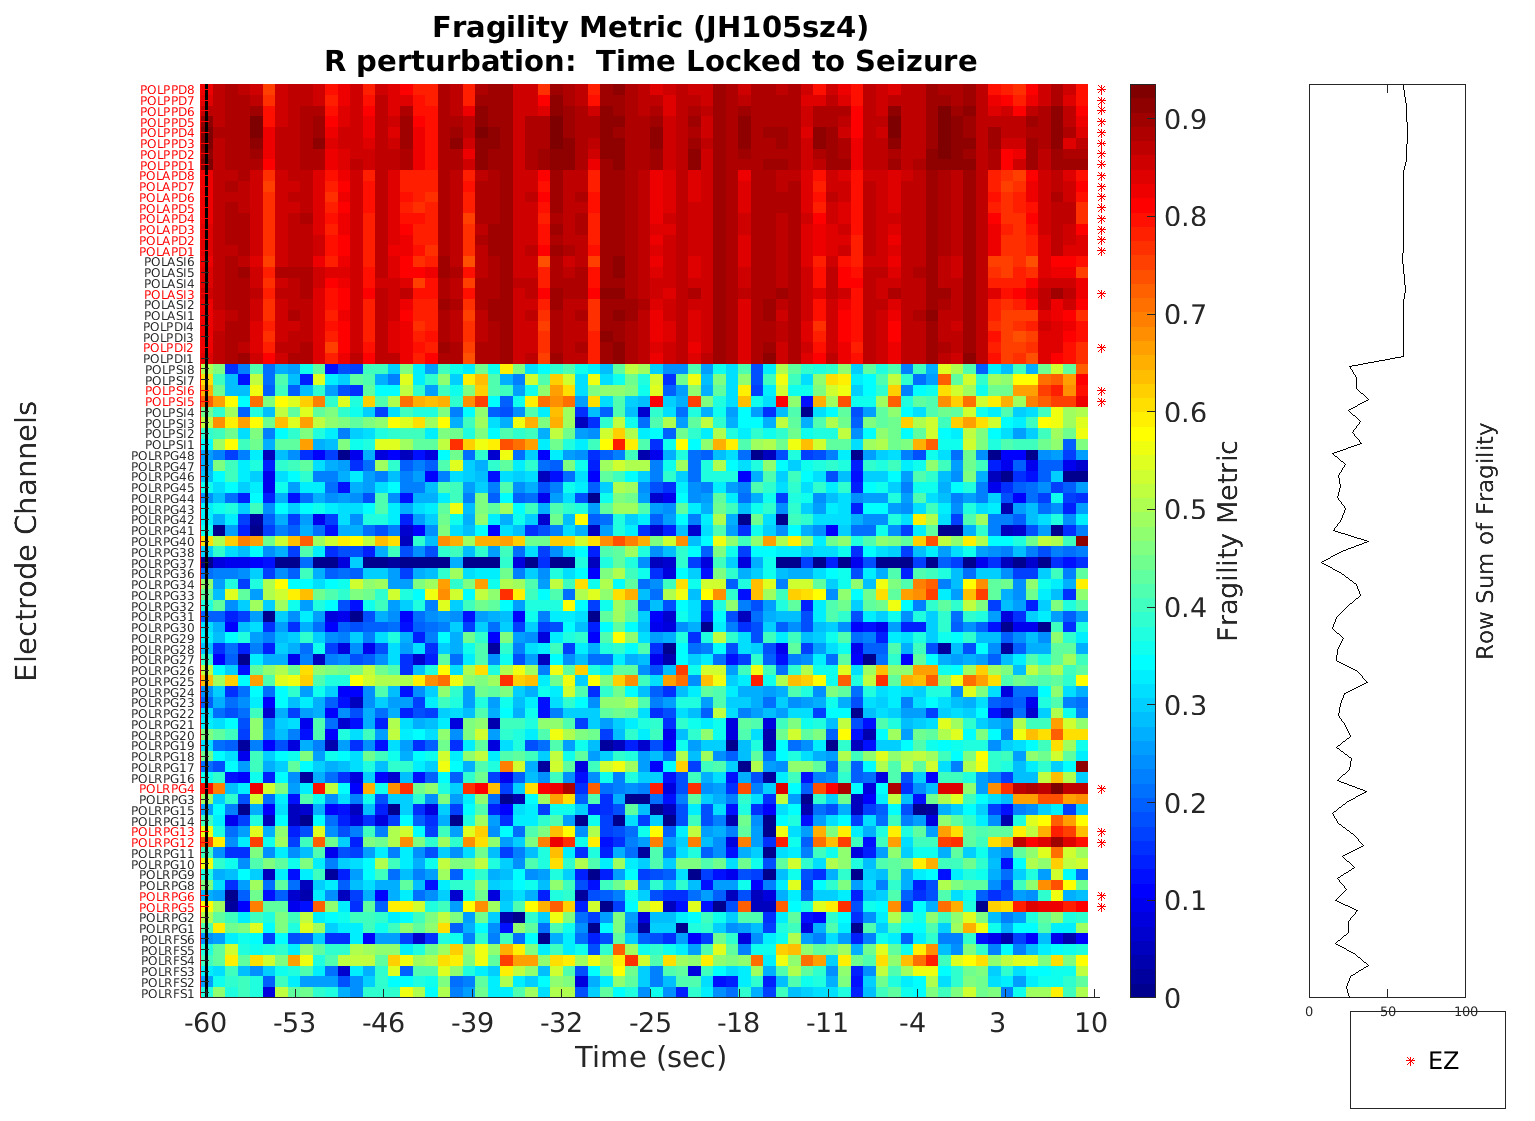 Fragility Metric (JH105sz4)
R perturbation:  Time Locked to Seizure
Electrode Channels
POLPPD8
POLPPD7
POLPPD6
POLPPD5
POLPPD4
POLPPD3
POLPPD2
POLPPD1
POLAPD8
POLAPD7
POLAPD6
POLAPD5
POLAPD4
POLAPD3
POLAPD2
POLAPD1
POLASI6
POLASI5
POLASI4
POLASI3
POLASI2
POLASI1
POLPDI4
POLPDI3
POLPDI2
POLPDI1
POLPSI8
POLPSI7
POLPSI6
POLPSI5
POLPSI4
POLPSI3
POLPSI2
POLPSI1
POLRPG48
POLRPG47
POLRPG46
POLRPG45
POLRPG44
POLRPG43
POLRPG42
POLRPG41
POLRPG40
POLRPG38
POLRPG37
POLRPG36
POLRPG34
POLRPG33
POLRPG32
POLRPG31
POLRPG30
POLRPG29
POLRPG28
POLRPG27
POLRPG26
POLRPG25
POLRPG24
POLRPG23
POLRPG22
POLRPG21
POLRPG20
POLRPG19
POLRPG18
POLRPG17
POLRPG16
POLRPG4
POLRPG3
POLRPG15
POLRPG14
POLRPG13
POLRPG12
POLRPG11
POLRPG10
POLRPG9
POLRPG8
POLRPG6
POLRPG5
POLRPG2
POLRPG1
POLRFS6
POLRFS5
POLRFS4
POLRFS3
POLRFS2
POLRFS1
-60 -53 -46 -39 -32 -25 -18 -11 -4 3 10
Time (sec)
0.9
0.8
0.7
0.6
0.5
0.4
0.3
0.2
0.1
0
Fragility Metric
0 50 100
Row Sum of Fragility
EZ